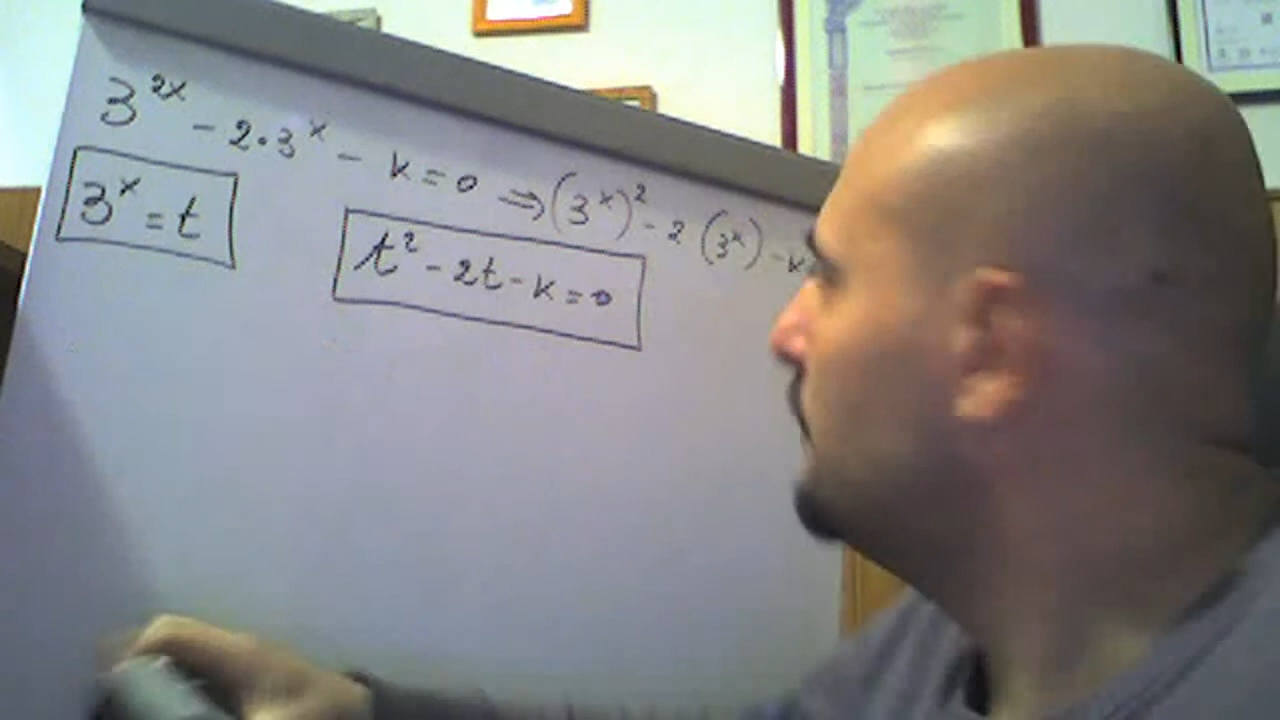 3^{2x} - 2·3^x - k = 0 ⇒ (3^x)^2 - 2(3^x) - k
3^x = t
t^2 - 2t - k = 0